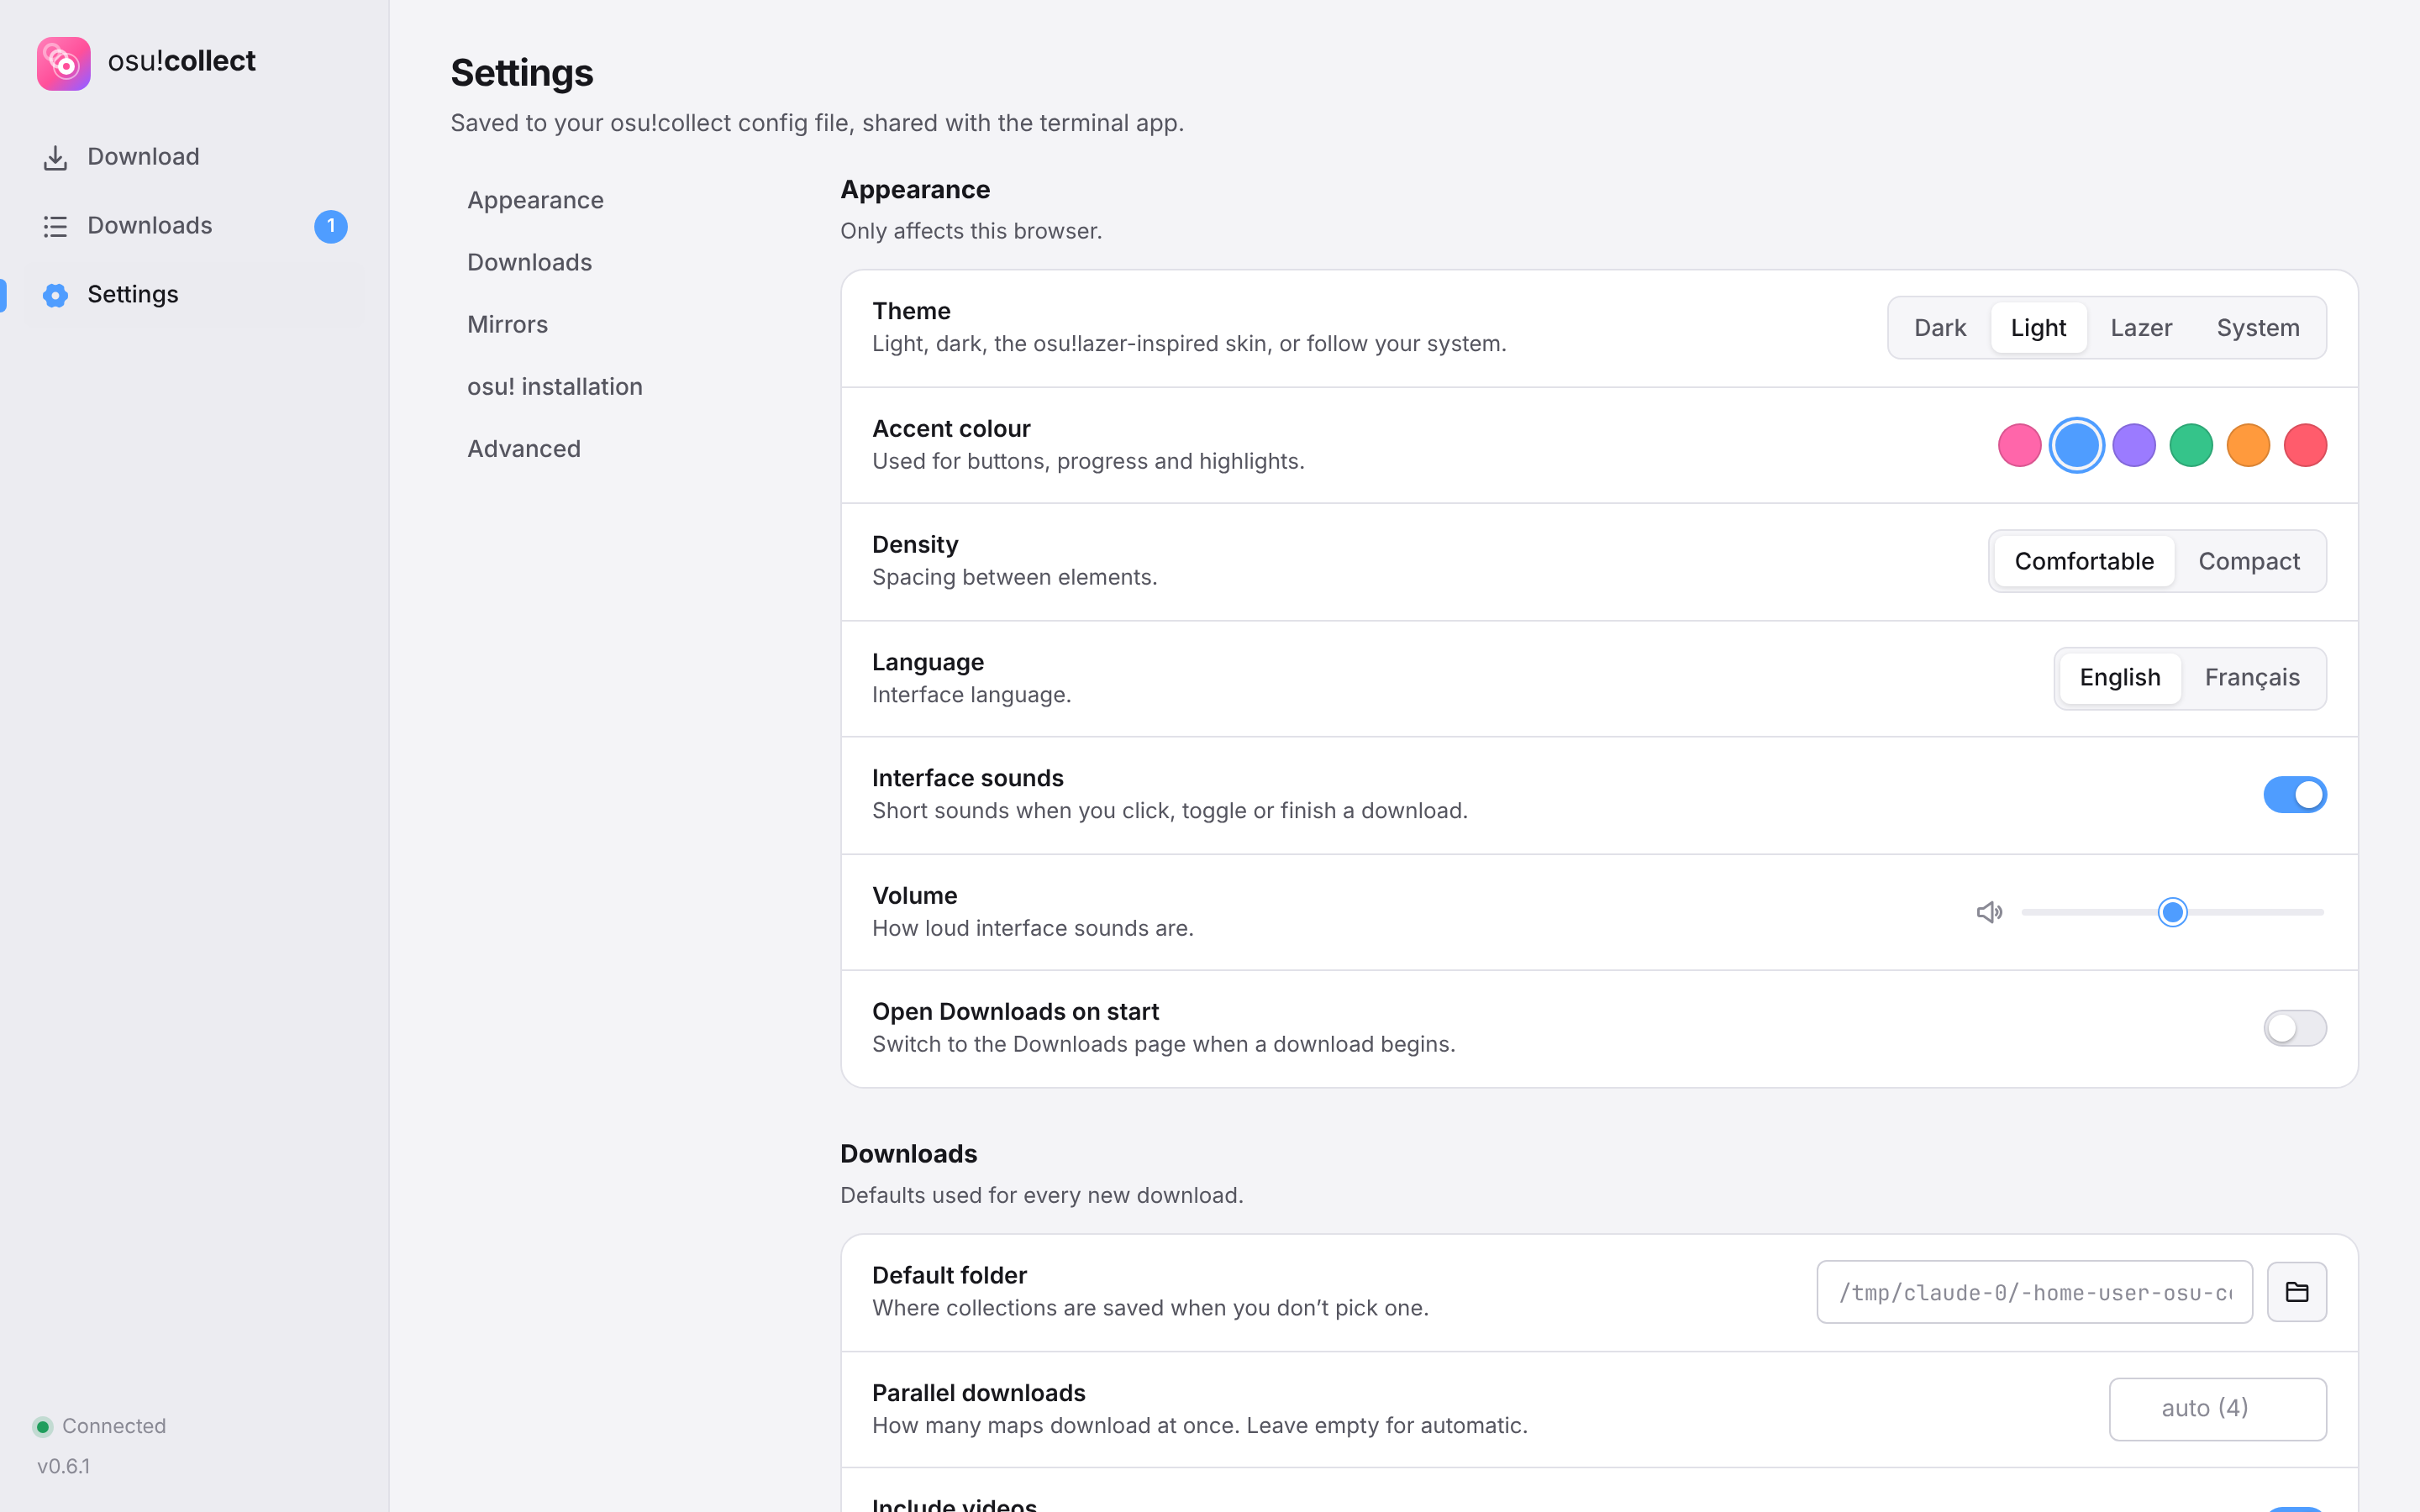 osu!collect
Download
Downloads 1
Settings
Connected
v0.6.1
Settings
Saved to your osu!collect config file, shared with the terminal app.
Appearance
Downloads
Mirrors
osu! installation
Advanced
Appearance
Only affects this browser.
Theme
Light, dark, the osu!lazer-inspired skin, or follow your system.
Dark Light Lazer System
Accent colour
Used for buttons, progress and highlights.
Density
Spacing between elements.
Comfortable Compact
Language
Interface language.
English Français
Interface sounds
Short sounds when you click, toggle or finish a download.
Volume
How loud interface sounds are.
Open Downloads on start
Switch to the Downloads page when a download begins.
Downloads
Defaults used for every new download.
Default folder
Where collections are saved when you don’t pick one.
/tmp/claude-0/-home-user-osu-co
Parallel downloads
How many maps download at once. Leave empty for automatic.
auto (4)
Include videos